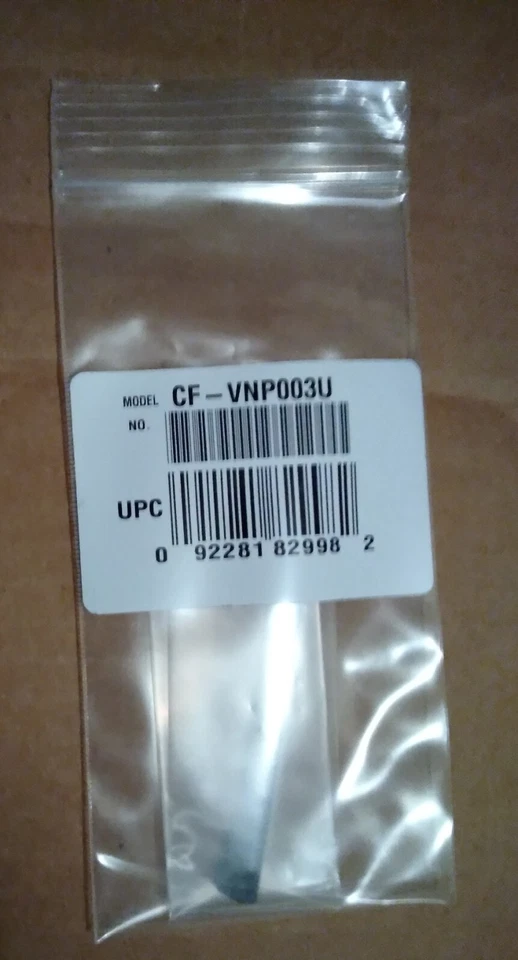 MODEL NO. CF-VNP003U
UPC
0 92281 82998 2